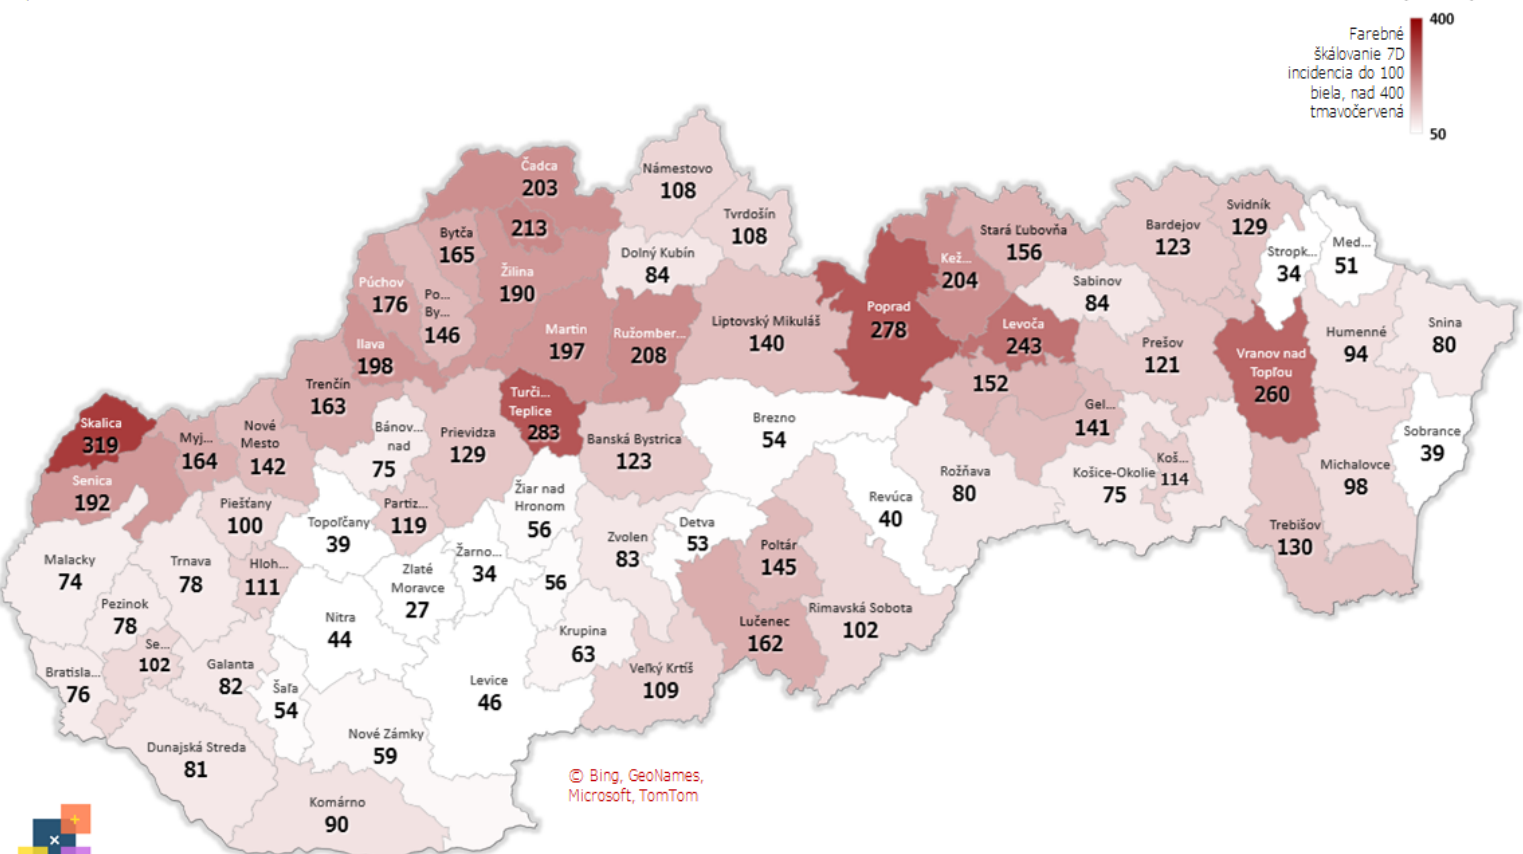 400
Farebné
škálovanie 7D
incidencia do 100
biela, nad 400
tmavočervená
50
Čadca
203
Námestovo
108
213
Tvrdošín
108
Bytča
165
Dolný Kubín
84
Žilina
190
Púchov
176
Po...
By...
146
Ilava
198
Martin
197
Ružomber...
208
Liptovský Mikuláš
140
Poprad
278
Kež...
204
Stará Ľubovňa
156
Sabinov
84
Bardejov
123
Svidník
129
Stropk...
34
Med...
51
Levoča
243
152
Prešov
121
Vranov nad
Topľou
260
Humenné
94
Snina
80
Gel...
141
Sobrance
39
Michalovce
98
Trebišov
130
Košice-Okolie
75
Koš...
114
Rožňava
80
Revúca
40
Brezno
54
Banská Bystrica
123
Turči...
Teplice
283
Prievidza
129
Trenčín
163
Bánov...
nad
75
Nové
Mesto
142
Myj...
164
Skalica
319
Senica
192
Piešťany
100
Topoľčany
39
Partiz...
119
Žiar nad
Hronom
56
Žarno...
34
56
Zvolen
83
Detva
53
Poltár
145
Lučenec
162
Rimavská Sobota
102
Malacky
74
Trnava
78
Hloh...
111
Zlaté
Moravce
27
Pezinok
78
Nitra
44
Krupina
63
Se...
102
Galanta
82
Bratisla...
76
Šaľa
54
Levice
46
Veľký Krtíš
109
Nové Zámky
59
Dunajská Streda
81
Komárno
90
© Bing, GeoNames,
Microsoft, TomTom